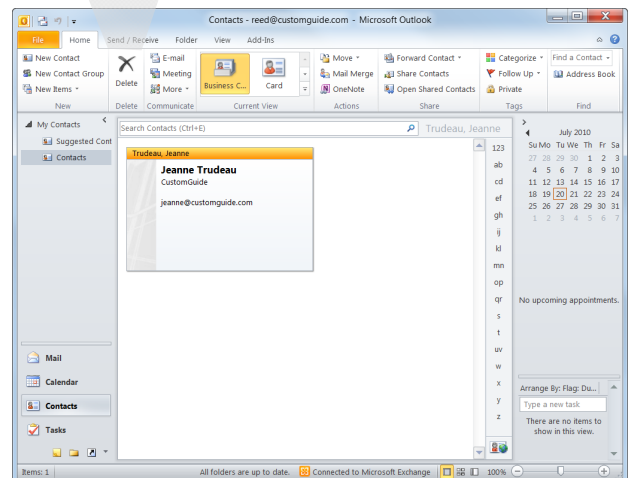 Contacts - reed@customguide.com - Microsoft Outlook
File Home Send / Receive Folder View Add-Ins
New Contact
New Contact Group
New Items
New
Delete
Delete
E-mail
Meeting
More
Communicate
Business C...
Card
Current View
Move
Mail Merge
OneNote
Actions
Forward Contact
Share Contacts
Open Shared Contacts
Share
Categorize
Follow Up
Private
Tags
Find a Contact
Address Book
Find
My Contacts
Suggested Cont
Contacts
Search Contacts (Ctrl+E)
Trudeau, Jeanne
Trudeau, Jeanne
Jeanne Trudeau
CustomGuide
jeanne@customguide.com
123
ab
cd
ef
gh
ij
kl
mn
op
qr
s
t
uv
w
x
y
z
July 2010
Su Mo Tu We Th Fr Sa
27 28 29 30 1 2 3
4 5 6 7 8 9 10
11 12 13 14 15 16 17
18 19 20 21 22 23 24
25 26 27 28 29 30 31
1 2 3 4 5 6 7
No upcoming appointments.
Arrange By: Flag: Du...
Type a new task
There are no items to
show in this view.
Mail
Calendar
Contacts
Tasks
Items: 1
All folders are up to date.
Connected to Microsoft Exchange
100%